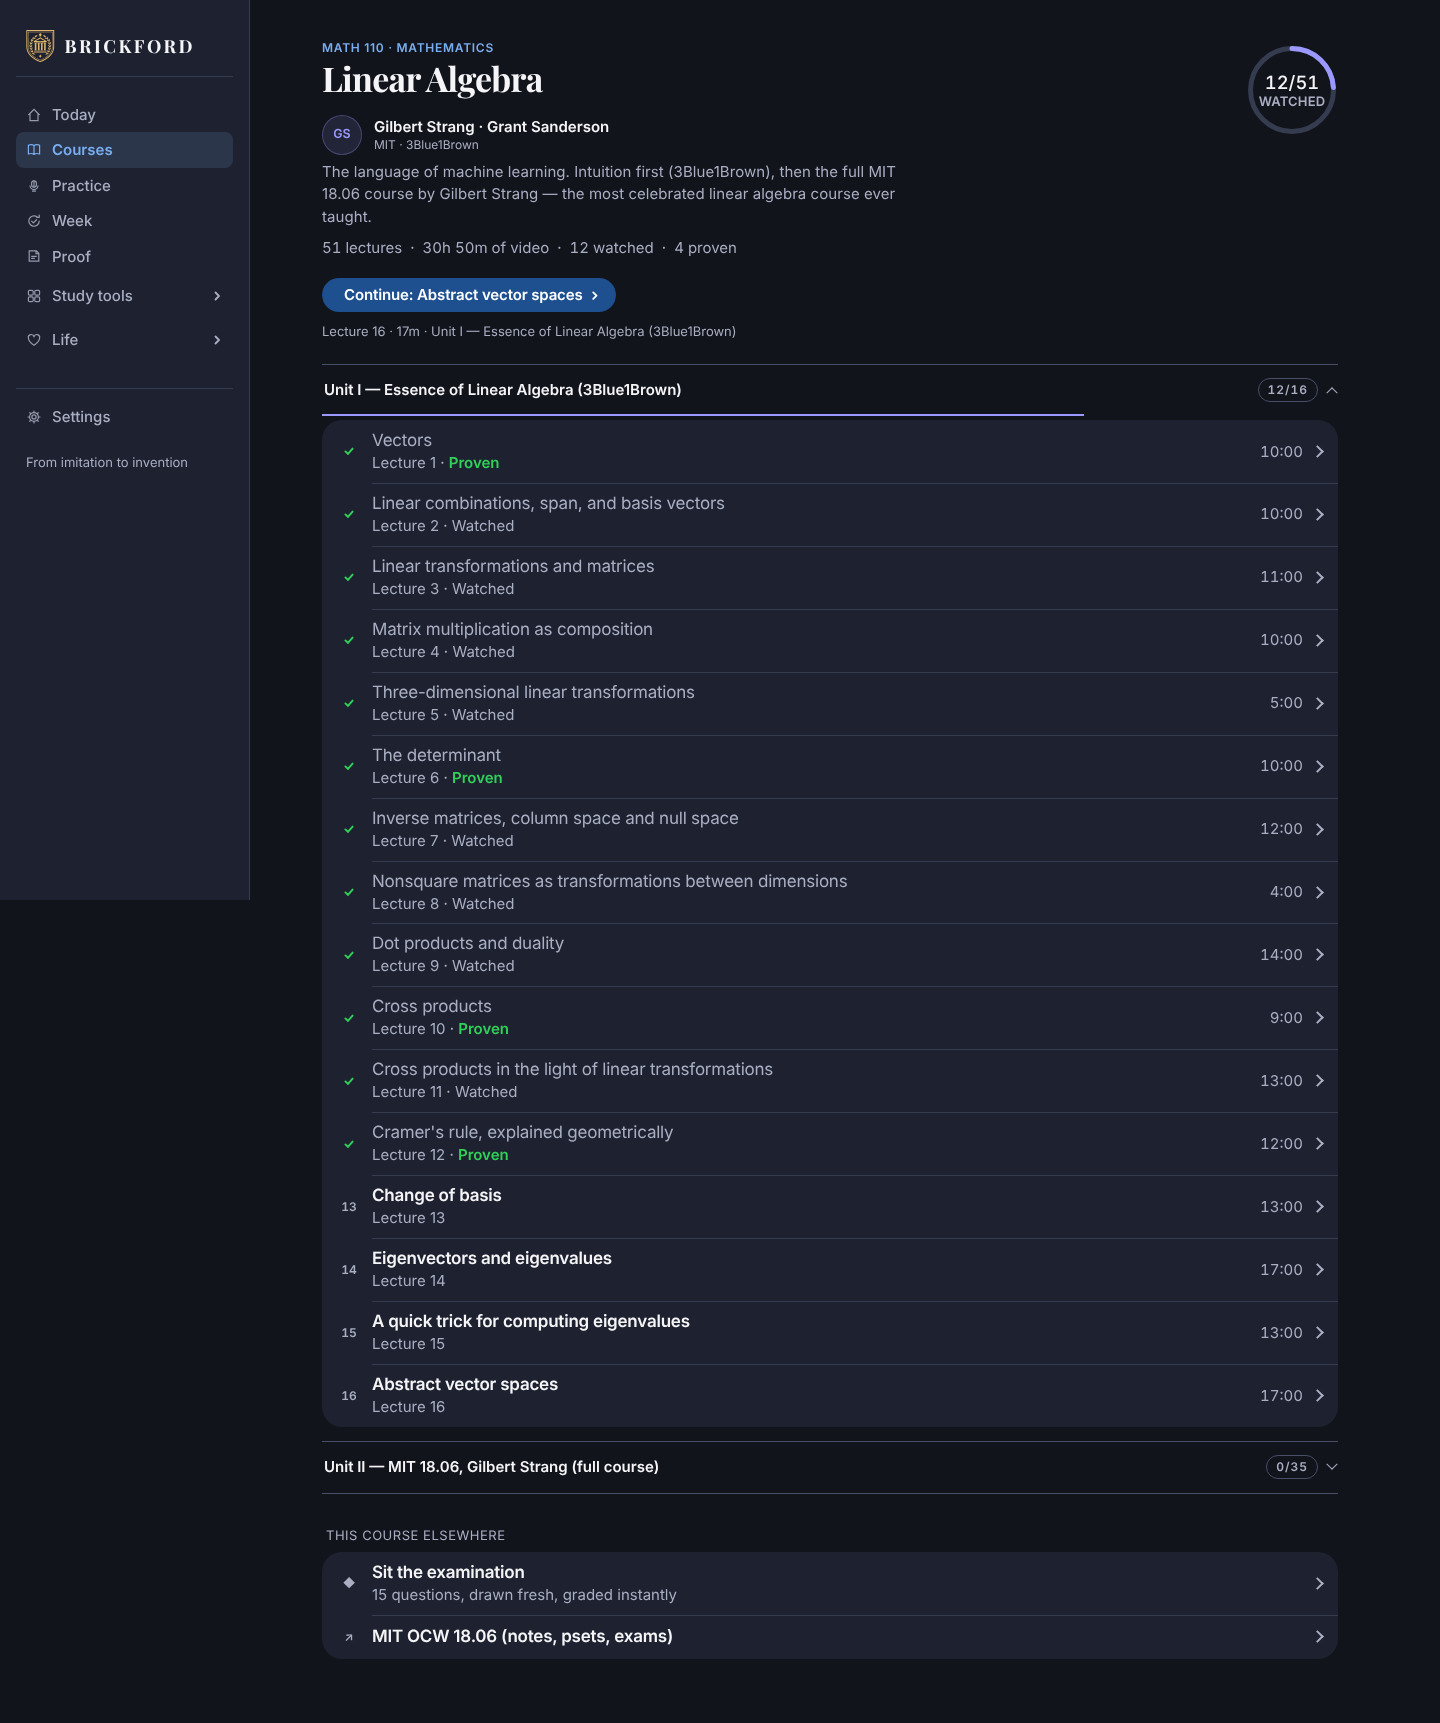 BRICKFORD
Today
Courses
Practice
Week
Proof
Study tools
Life
Settings
From imitation to invention
MATH 110 · MATHEMATICS
Linear Algebra
12/51
WATCHED
GS
Gilbert Strang · Grant Sanderson
MIT · 3Blue1Brown
The language of machine learning. Intuition first (3Blue1Brown), then the full MIT
18.06 course by Gilbert Strang — the most celebrated linear algebra course ever
taught.
51 lectures · 30h 50m of video · 12 watched · 4 proven
Continue: Abstract vector spaces
Lecture 16 · 17m · Unit I — Essence of Linear Algebra (3Blue1Brown)
Unit I — Essence of Linear Algebra (3Blue1Brown) 12/16
Vectors
Lecture 1 · Proven 10:00
Linear combinations, span, and basis vectors
Lecture 2 · Watched 10:00
Linear transformations and matrices
Lecture 3 · Watched 11:00
Matrix multiplication as composition
Lecture 4 · Watched 10:00
Three-dimensional linear transformations
Lecture 5 · Watched 5:00
The determinant
Lecture 6 · Proven 10:00
Inverse matrices, column space and null space
Lecture 7 · Watched 12:00
Nonsquare matrices as transformations between dimensions
Lecture 8 · Watched 4:00
Dot products and duality
Lecture 9 · Watched 14:00
Cross products
Lecture 10 · Proven 9:00
Cross products in the light of linear transformations
Lecture 11 · Watched 13:00
Cramer's rule, explained geometrically
Lecture 12 · Proven 12:00
13 Change of basis
Lecture 13 13:00
14 Eigenvectors and eigenvalues
Lecture 14 17:00
15 A quick trick for computing eigenvalues
Lecture 15 13:00
16 Abstract vector spaces
Lecture 16 17:00
Unit II — MIT 18.06, Gilbert Strang (full course) 0/35
THIS COURSE ELSEWHERE
Sit the examination
15 questions, drawn fresh, graded instantly
MIT OCW 18.06 (notes, psets, exams)